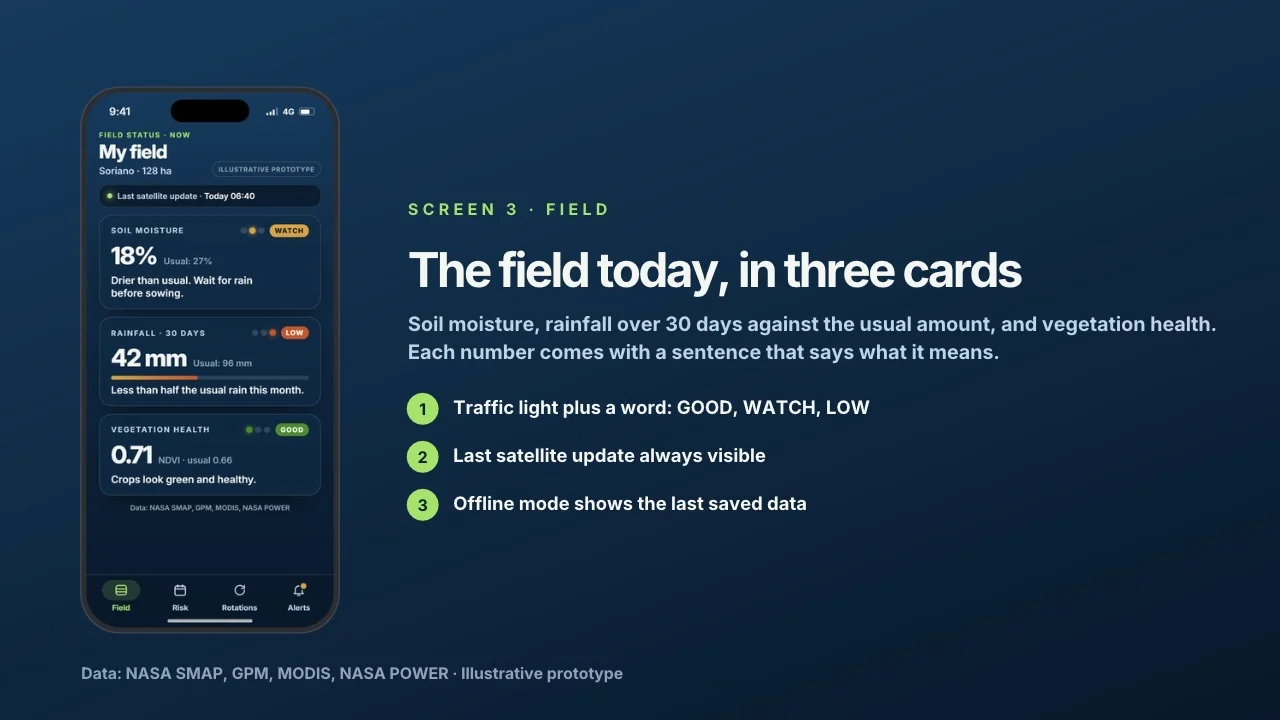 9:41
4G
FIELD STATUS · NOW
My field
Soriano · 128 ha
ILLUSTRATIVE PROTOTYPE
Last satellite update · Today 06:40
SOIL MOISTURE
WATCH
18% Usual: 27%
Drier than usual. Wait for rain
before sowing.
RAINFALL · 30 DAYS
LOW
42 mm Usual: 96 mm
Less than half the usual rain this month.
VEGETATION HEALTH
GOOD
0.71 NDVI · usual 0.66
Crops look green and healthy.
Data: NASA SMAP, GPM, MODIS, NASA POWER
Field
Risk
Rotations
Alerts
SCREEN 3 · FIELD
The field today, in three cards
Soil moisture, rainfall over 30 days against the usual amount, and vegetation health.
Each number comes with a sentence that says what it means.
1 Traffic light plus a word: GOOD, WATCH, LOW
2 Last satellite update always visible
3 Offline mode shows the last saved data
Data: NASA SMAP, GPM, MODIS, NASA POWER · Illustrative prototype